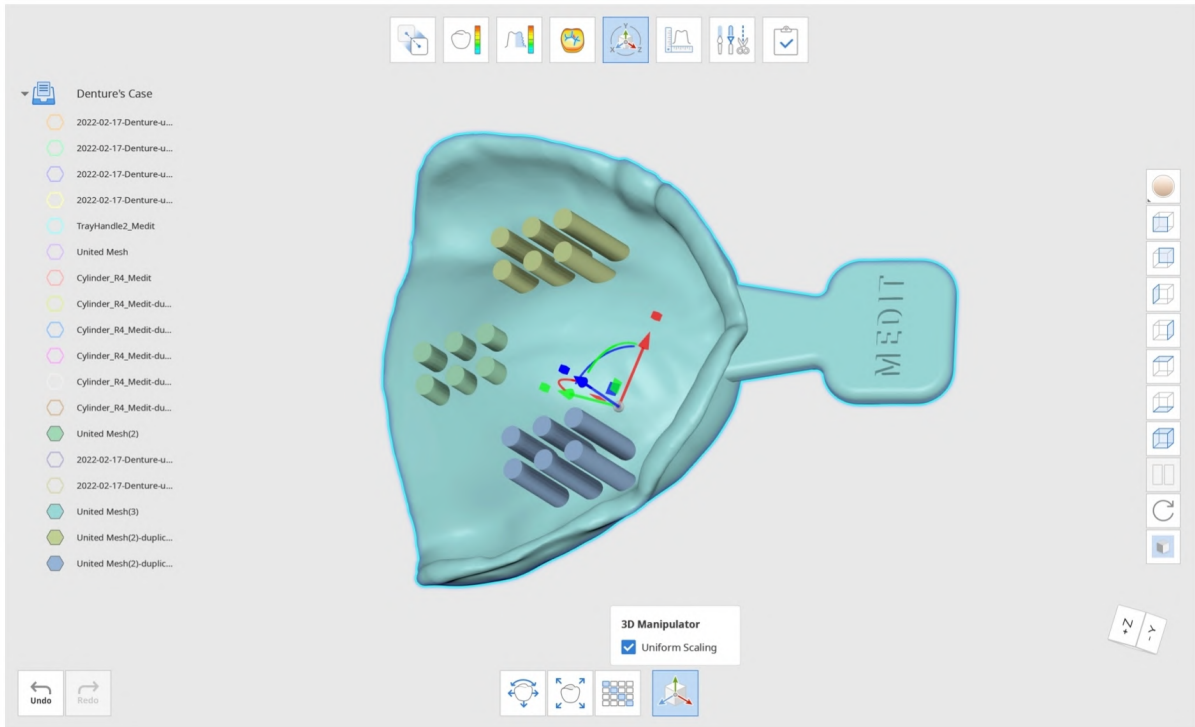 Denture's Case
2022-02-17-Denture-u...
2022-02-17-Denture-u...
2022-02-17-Denture-u...
2022-02-17-Denture-u...
TrayHandle2_Medit
United Mesh
Cylinder_R4_Medit
Cylinder_R4_Medit-du...
Cylinder_R4_Medit-du...
Cylinder_R4_Medit-du...
Cylinder_R4_Medit-du...
Cylinder_R4_Medit-du...
United Mesh(2)
2022-02-17-Denture-u...
2022-02-17-Denture-u...
United Mesh(3)
United Mesh(2)-duplic...
United Mesh(2)-duplic...
MEDIT
3D Manipulator
Uniform Scaling
+Z
-Y
Undo
Redo